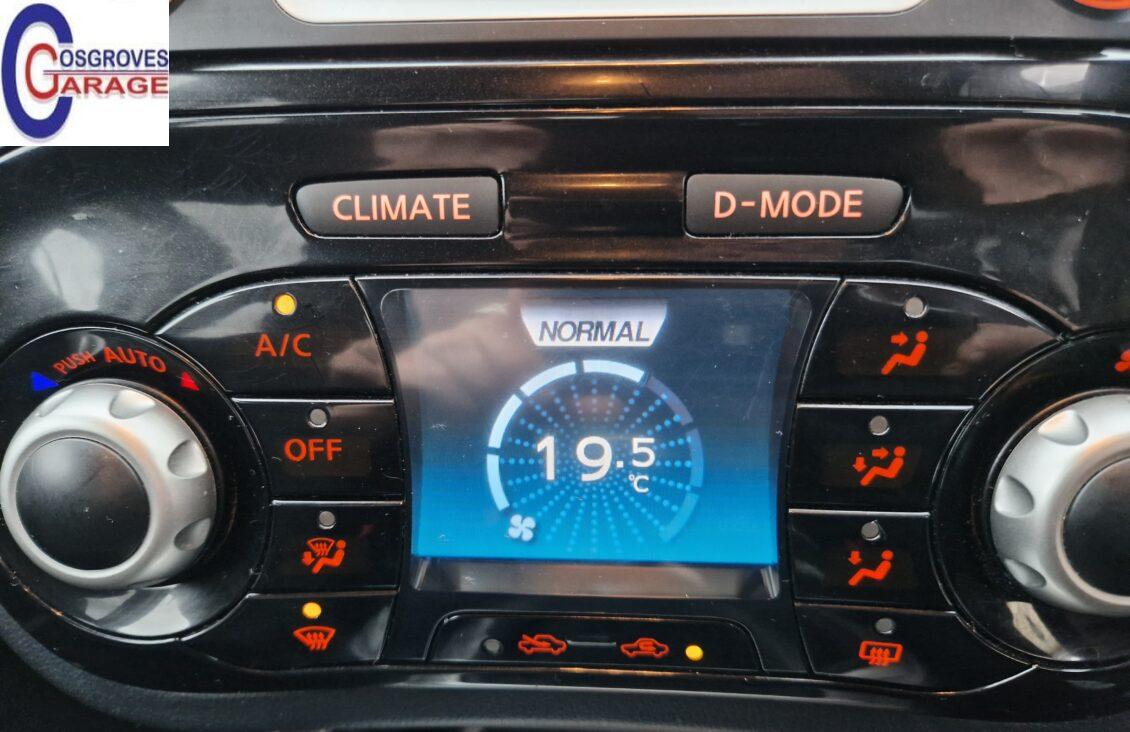 COSGROVES
GARAGE
CLIMATE
D-MODE
A/C
NORMAL
PUSH AUTO
OFF
19.5
°C